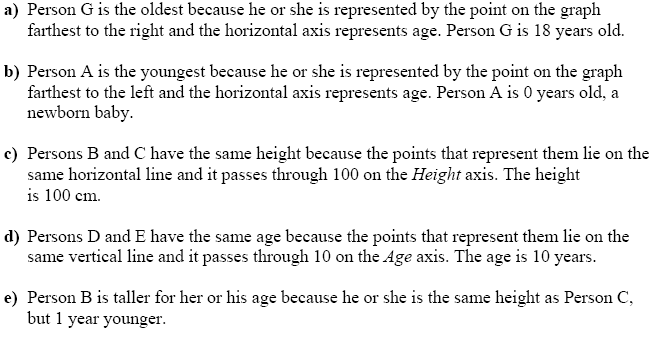 a) Person G is the oldest because he or she is represented by the point on the graph
farthest to the right and the horizontal axis represents age. Person G is 18 years old.
b) Person A is the youngest because he or she is represented by the point on the graph
farthest to the left and the horizontal axis represents age. Person A is 0 years old, a
newborn baby.
c) Persons B and C have the same height because the points that represent them lie on the
same horizontal line and it passes through 100 on the Height axis. The height
is 100 cm.
d) Persons D and E have the same age because the points that represent them lie on the
same vertical line and it passes through 10 on the Age axis. The age is 10 years.
e) Person B is taller for her or his age because he or she is the same height as Person C,
but 1 year younger.